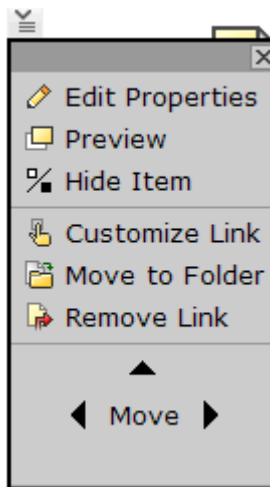 Edit Properties
Preview
Hide Item
Customize Link
Move to Folder
Remove Link
Move